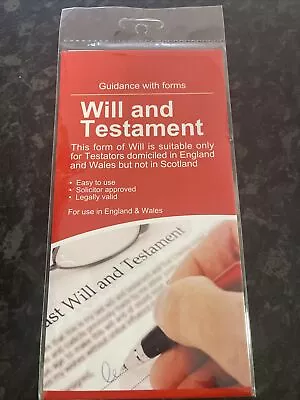 Guidance with forms
Will and
Testament
This form of Will is suitable only
for Testators domiciled in England
and Wales but not in Scotland
• Easy to use
• Solicitor approved
• Legally valid
For use in England & Wales
ast Will and Testament